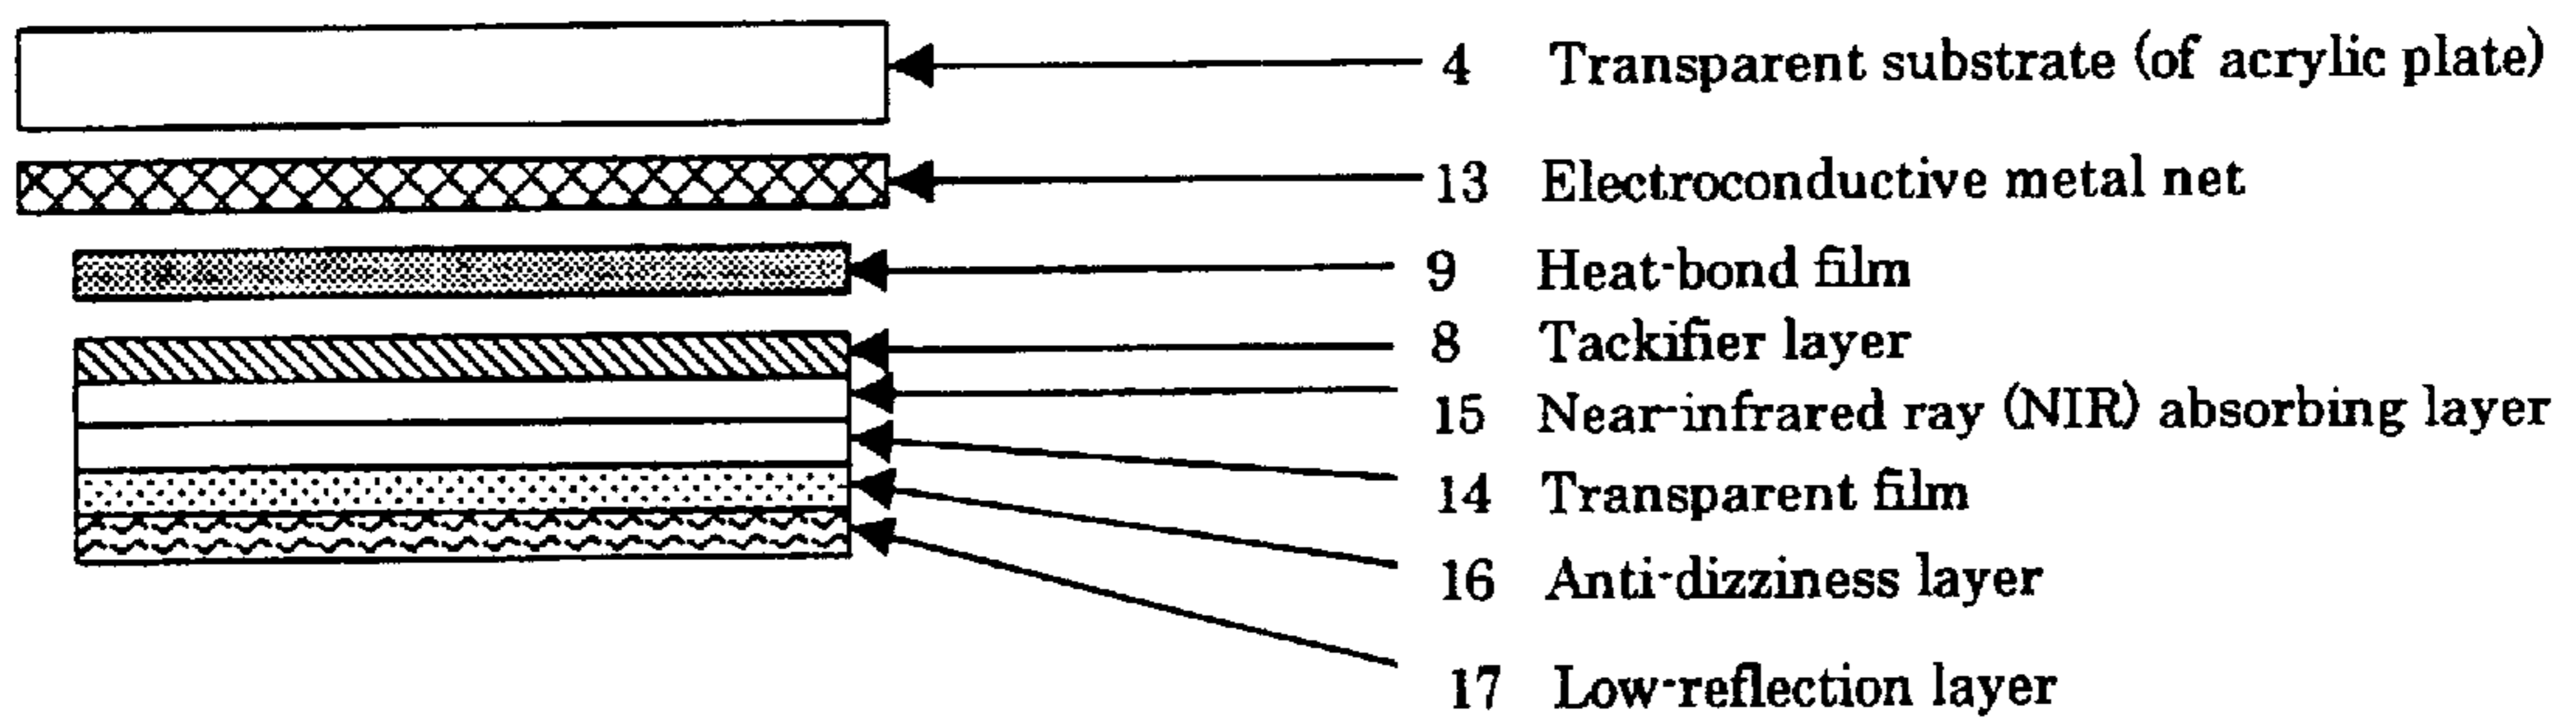 4 Transparent substrate (of acrylic plate)
13 Electroconductive metal net
9 Heat-bond film
8 Tackifier layer
15 Near-infrared ray (NIR) absorbing layer
14 Transparent film
16 Anti-dizziness layer
17 Low-reflection layer